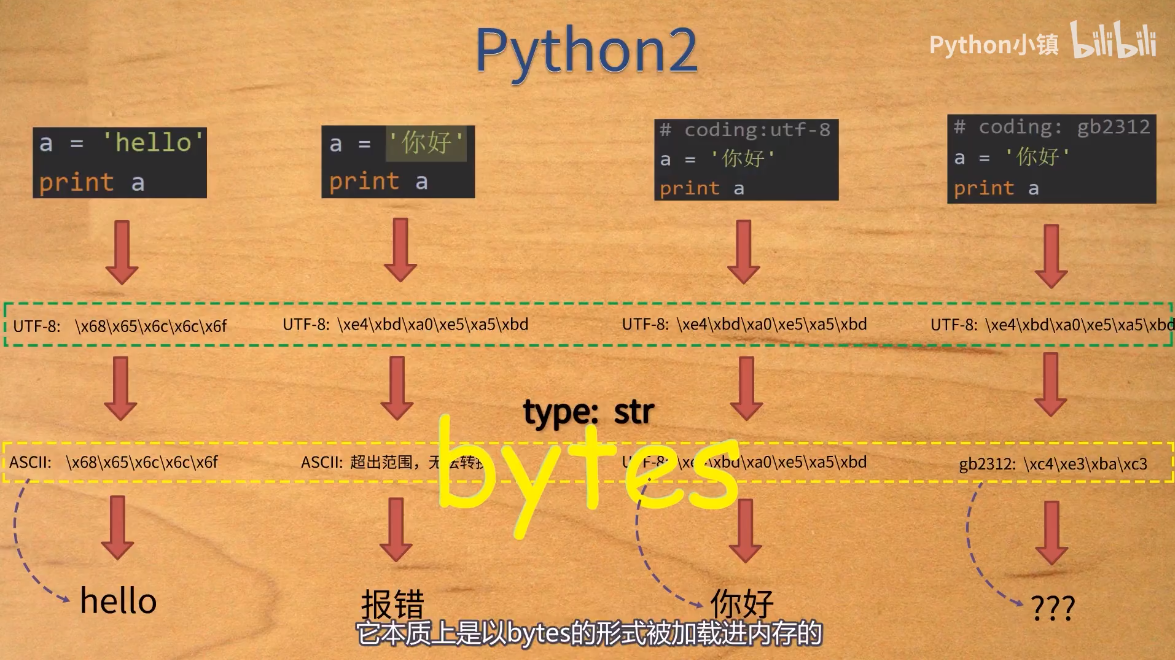 Python2
Python小镇 bilibili
a = 'hello'
print a
a = '你好'
print a
# coding:utf-8
a = '你好'
print a
# coding: gb2312
a = '你好'
print a
UTF-8: \x68\x65\x6c\x6c\x6f
UTF-8: \xe4\xbd\xa0\xe5\xa5\xbd
UTF-8: \xe4\xbd\xa0\xe5\xa5\xbd
UTF-8: \xe4\xbd\xa0\xe5\xa5\xbd
type: str
bytes
ASCII: \x68\x65\x6c\x6c\x6f
ASCII: 超出范围，无法转换
UTF-8: \xe4\xbd\xa0\xe5\xa5\xbd
gb2312: \xc4\xe3\xba\xc3
hello
报错
你好
???
它本质上是以bytes的形式被加载进内存的